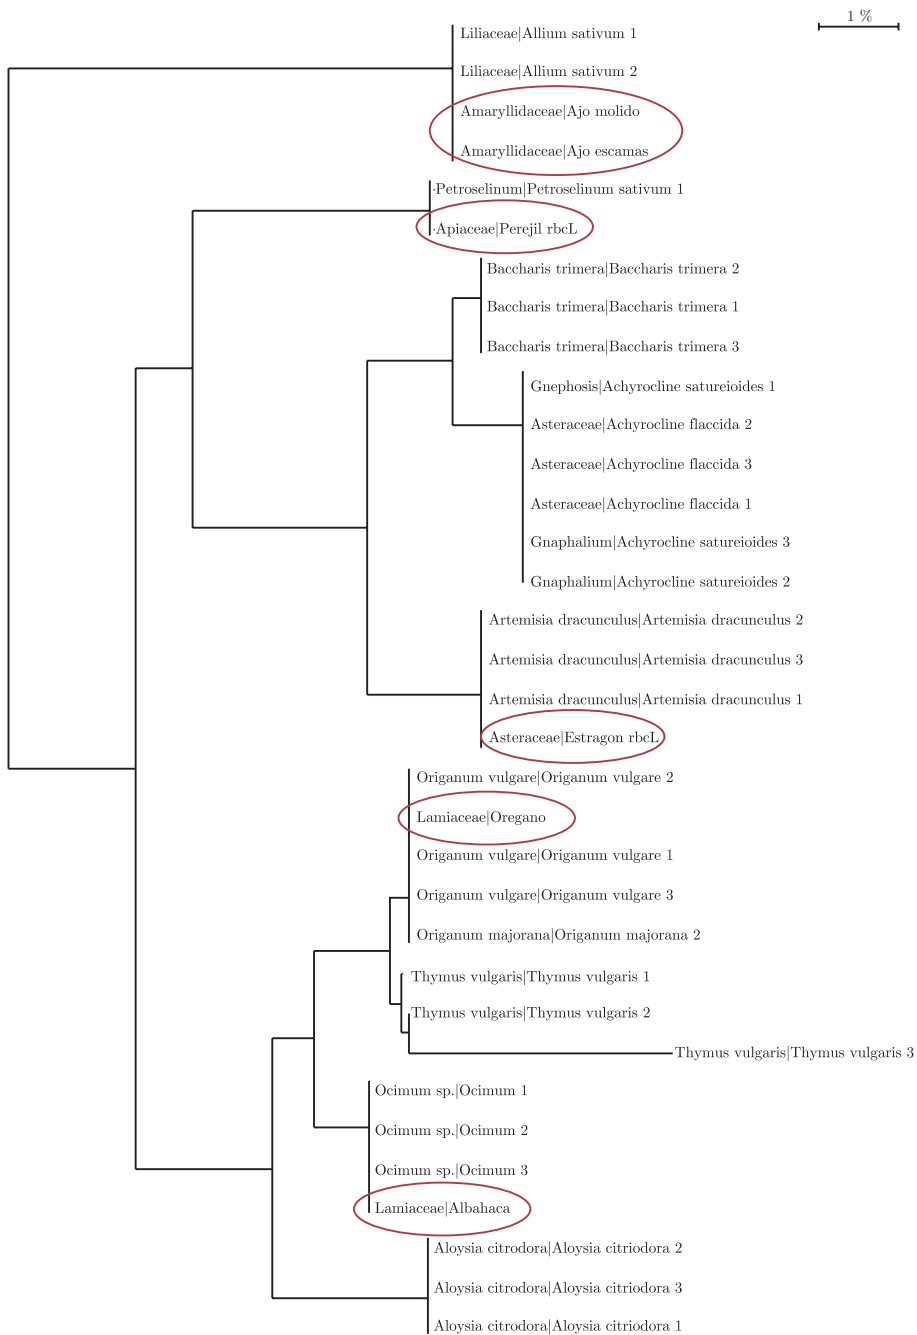 1 %
Liliaceae|Allium sativum 1
Liliaceae|Allium sativum 2
Amaryllidaceae|Ajo molido
Amaryllidaceae|Ajo escamas
·Petroselinum|Petroselinum sativum 1
·Apiaceae|Perejil rbcL
Baccharis trimera|Baccharis trimera 2
Baccharis trimera|Baccharis trimera 1
Baccharis trimera|Baccharis trimera 3
Gnephosis|Achyrocline satureioides 1
Asteraceae|Achyrocline flaccida 2
Asteraceae|Achyrocline flaccida 3
Asteraceae|Achyrocline flaccida 1
Gnaphalium|Achyrocline satureioides 3
Gnaphalium|Achyrocline satureioides 2
Artemisia dracunculus|Artemisia dracunculus 2
Artemisia dracunculus|Artemisia dracunculus 3
Artemisia dracunculus|Artemisia dracunculus 1
Asteraceae|Estragon rbcL
Origanum vulgare|Origanum vulgare 2
Lamiaceae|Oregano
Origanum vulgare|Origanum vulgare 1
Origanum vulgare|Origanum vulgare 3
Origanum majorana|Origanum majorana 2
Thymus vulgaris|Thymus vulgaris 1
Thymus vulgaris|Thymus vulgaris 2
Thymus vulgaris|Thymus vulgaris 3
Ocimum sp.|Ocimum 1
Ocimum sp.|Ocimum 2
Ocimum sp.|Ocimum 3
Lamiaceae|Albahaca
Aloysia citrodora|Aloysia citriodora 2
Aloysia citrodora|Aloysia citriodora 3
Aloysia citrodora|Aloysia citriodora 1